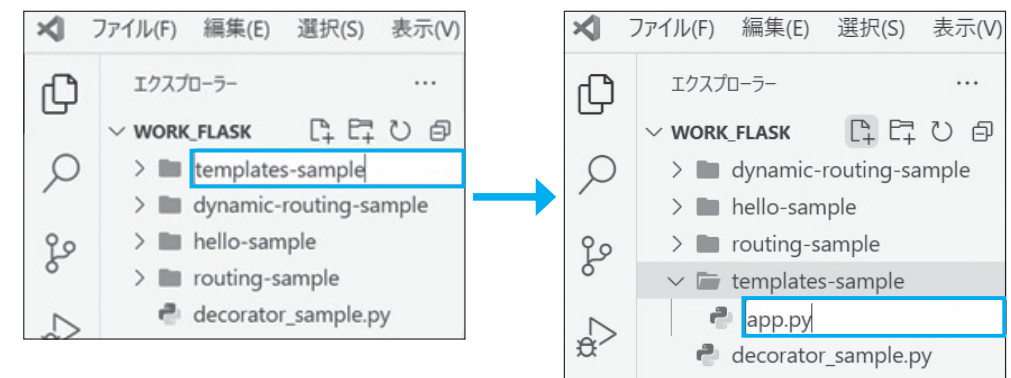 ファイル(F) 編集(E) 選択(S) 表示(V)
エクスプローラー ...
WORK_FLASK
templates-sample
dynamic-routing-sample
hello-sample
routing-sample
decorator_sample.py
ファイル(F) 編集(E) 選択(S) 表示(V)
エクスプローラー ...
WORK_FLASK
dynamic-routing-sample
hello-sample
routing-sample
templates-sample
app.py
decorator_sample.py